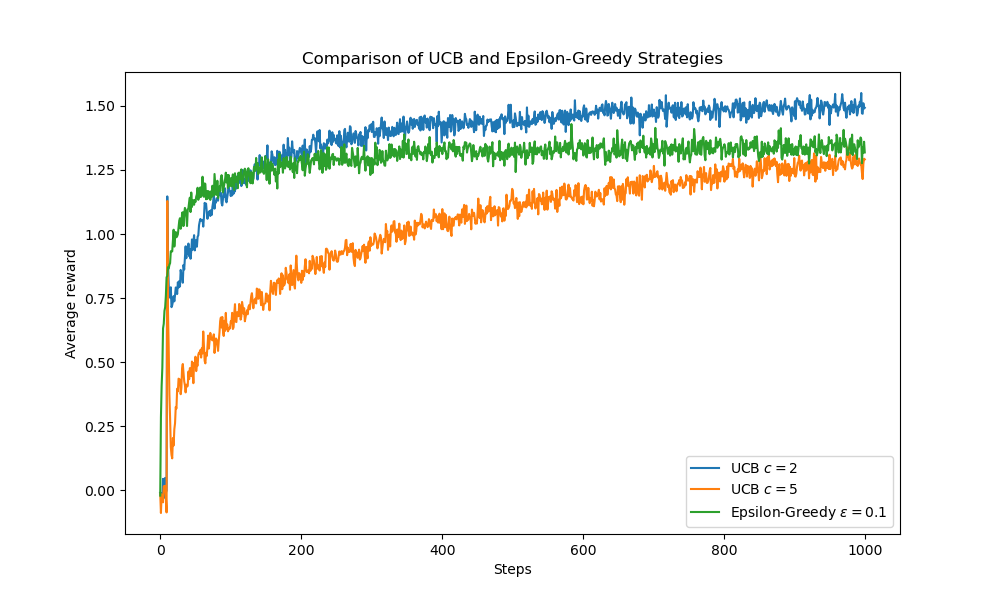 Comparison of UCB and Epsilon-Greedy Strategies
1.50
1.25
1.00
0.75
0.50
0.25
0.00
Average reward
UCB c = 2
UCB c = 5
Epsilon-Greedy ε = 0.1
0 200 400 600 800 1000
Steps